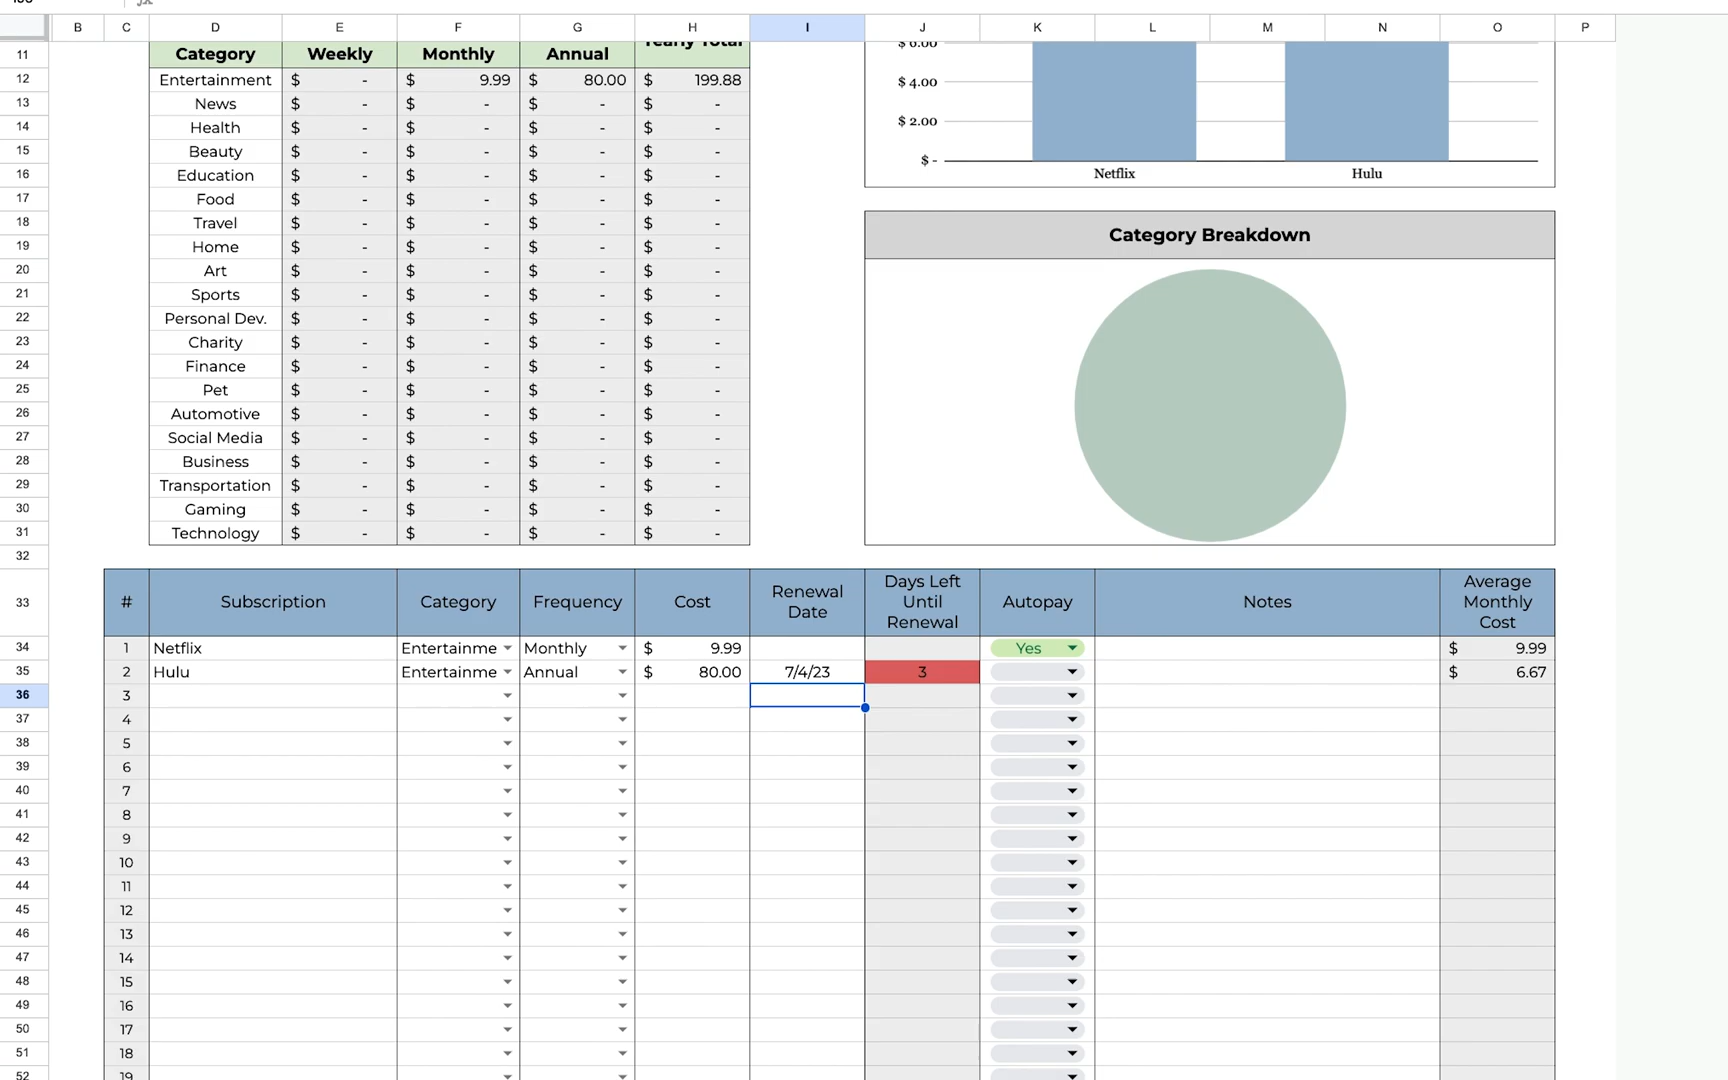 B C D E F G H I J K L M N O P
11 Category Weekly Monthly Annual Yearly Total
12 Entertainment $ - $ 9.99 $ 80.00 $ 199.88
13 News $ - $ - $ - $ -
14 Health $ - $ - $ - $ -
15 Beauty $ - $ - $ - $ -
16 Education $ - $ - $ - $ -
17 Food $ - $ - $ - $ -
18 Travel $ - $ - $ - $ -
19 Home $ - $ - $ - $ -
20 Art $ - $ - $ - $ -
21 Sports $ - $ - $ - $ -
22 Personal Dev. $ - $ - $ - $ -
23 Charity $ - $ - $ - $ -
24 Finance $ - $ - $ - $ -
25 Pet $ - $ - $ - $ -
26 Automotive $ - $ - $ - $ -
27 Social Media $ - $ - $ - $ -
28 Business $ - $ - $ - $ -
29 Transportation $ - $ - $ - $ -
30 Gaming $ - $ - $ - $ -
31 Technology $ - $ - $ - $ -
32
$ 6.00
$ 4.00
$ 2.00
$ -
Netflix Hulu
Category Breakdown
33 # Subscription Category Frequency Cost Renewal Date Days Left Until Renewal Autopay Notes Average Monthly Cost
34 1 Netflix Entertainme Monthly $ 9.99 Yes $ 9.99
35 2 Hulu Entertainme Annual $ 80.00 7/4/23 3 $ 6.67
36 3
37 4
38 5
39 6
40 7
41 8
42 9
43 10
44 11
45 12
46 13
47 14
48 15
49 16
50 17
51 18
52 19